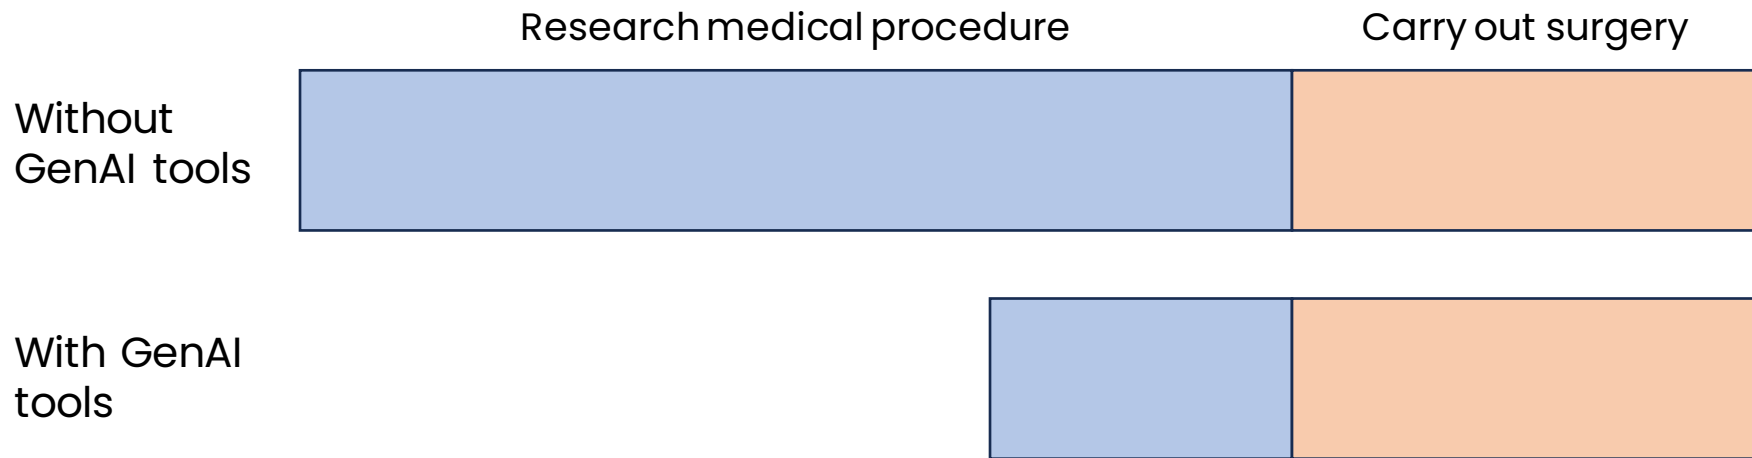 Research medical procedure
Carry out surgery
Without
GenAI tools
With GenAI
tools